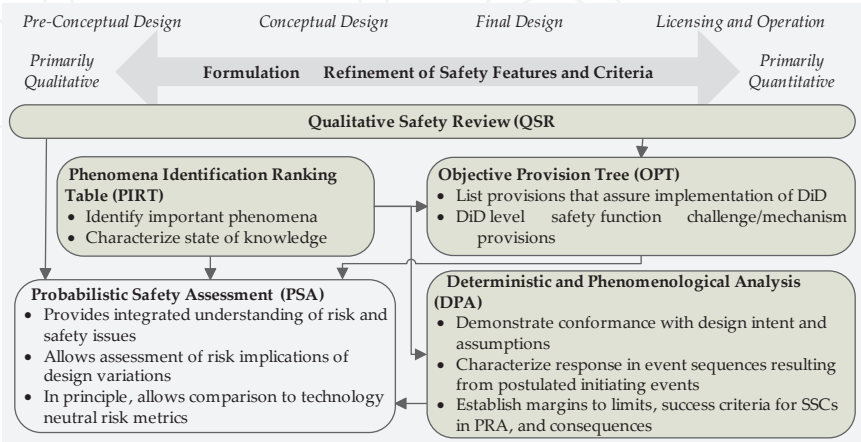 Pre-Conceptual Design Conceptual Design Final Design Licensing and Operation
Primarily
Qualitative
Formulation Refinement of Safety Features and Criteria
Primarily
Quantitative
Qualitative Safety Review (QSR
Phenomena Identification Ranking
Table (PIRT)
• Identify important phenomena
• Characterize state of knowledge
Objective Provision Tree (OPT)
• List provisions that assure implementation of DiD
• DiD level safety function challenge/mechanism
provisions
Probabilistic Safety Assessment (PSA)
• Provides integrated understanding of risk and
safety issues
• Allows assessment of risk implications of
design variations
• In principle, allows comparison to technology
neutral risk metrics
Deterministic and Phenomenological Analysis
(DPA)
• Demonstrate conformance with design intent and
assumptions
• Characterize response in event sequences resulting
from postulated initiating events
• Establish margins to limits, success criteria for SSCs
in PRA, and consequences